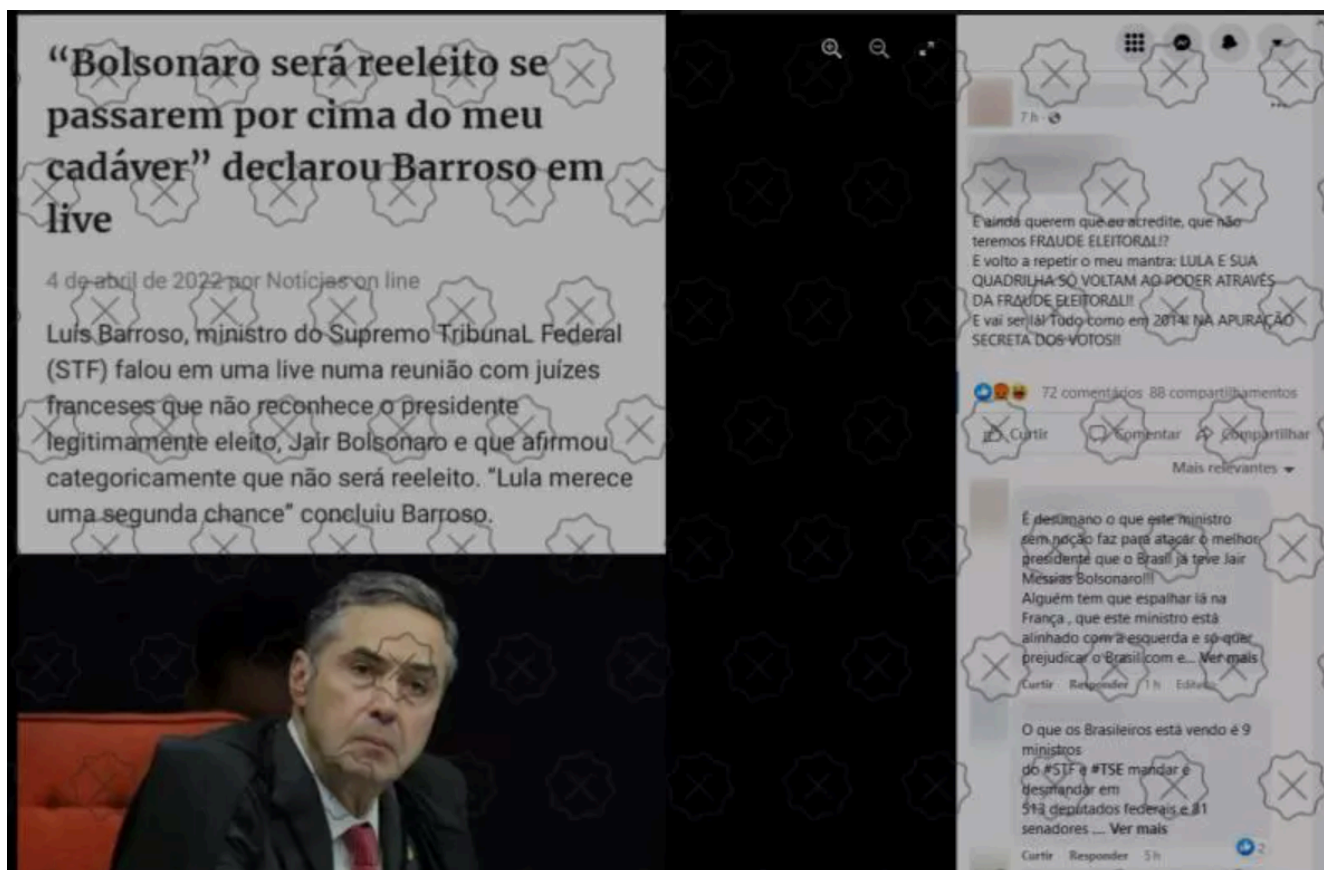 “Bolsonaro será reeleito se
passarem por cima do meu
cadáver” declarou Barroso em
live
4 de abril de 2022 por Notícias on line
Luís Barroso, ministro do Supremo TribunaL Federal
(STF) falou em uma live numa reunião com juízes
franceses que não reconhece o presidente
legitimamente eleito, Jair Bolsonaro e que afirmou
categoricamente que não será reeleito. “Lula merece
uma segunda chance” concluiu Barroso.
7 h
E ainda querem que eu acredite, que não
teremos FRAUDE ELEITORAL!?
E volto a repetir o meu mantra: LULA E SUA
QUADRILHA SÓ VOLTAM AO PODER ATRAVÉS
DA FRAUDE ELEITORAL!!
E vai ser lá! Tudo como em 2014! NA APURAÇÃO
SECRETA DOS VOTOS!!
72 comentários 88 compartilhamentos
Curtir Comentar Compartilhar
Mais relevantes
É desumano o que este ministro
sem noção faz para atacar o melhor
presidente que o Brasil já teve Jair
Messias Bolsonaro!!!
Alguém tem que espalhar lá na
França , que este ministro está
alinhado com a esquerda e só quer
prejudicar o Brasil com e... Ver mais
Curtir Responder 1 h Editado
O que os Brasileiros está vendo é 9
ministros
do #STF e #TSE mandar e
desmandar em
513 deputados federais e 81
senadores .... Ver mais
2
Curtir Responder 5 h